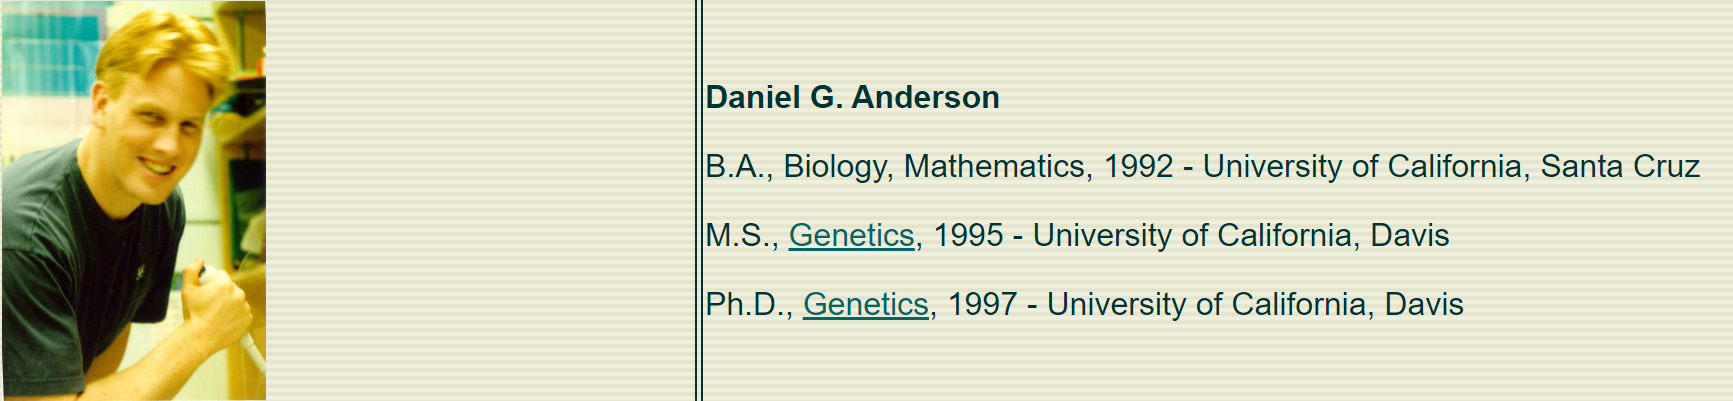 Daniel G. Anderson
B.A., Biology, Mathematics, 1992 - University of California, Santa Cruz
M.S., Genetics, 1995 - University of California, Davis
Ph.D., Genetics, 1997 - University of California, Davis